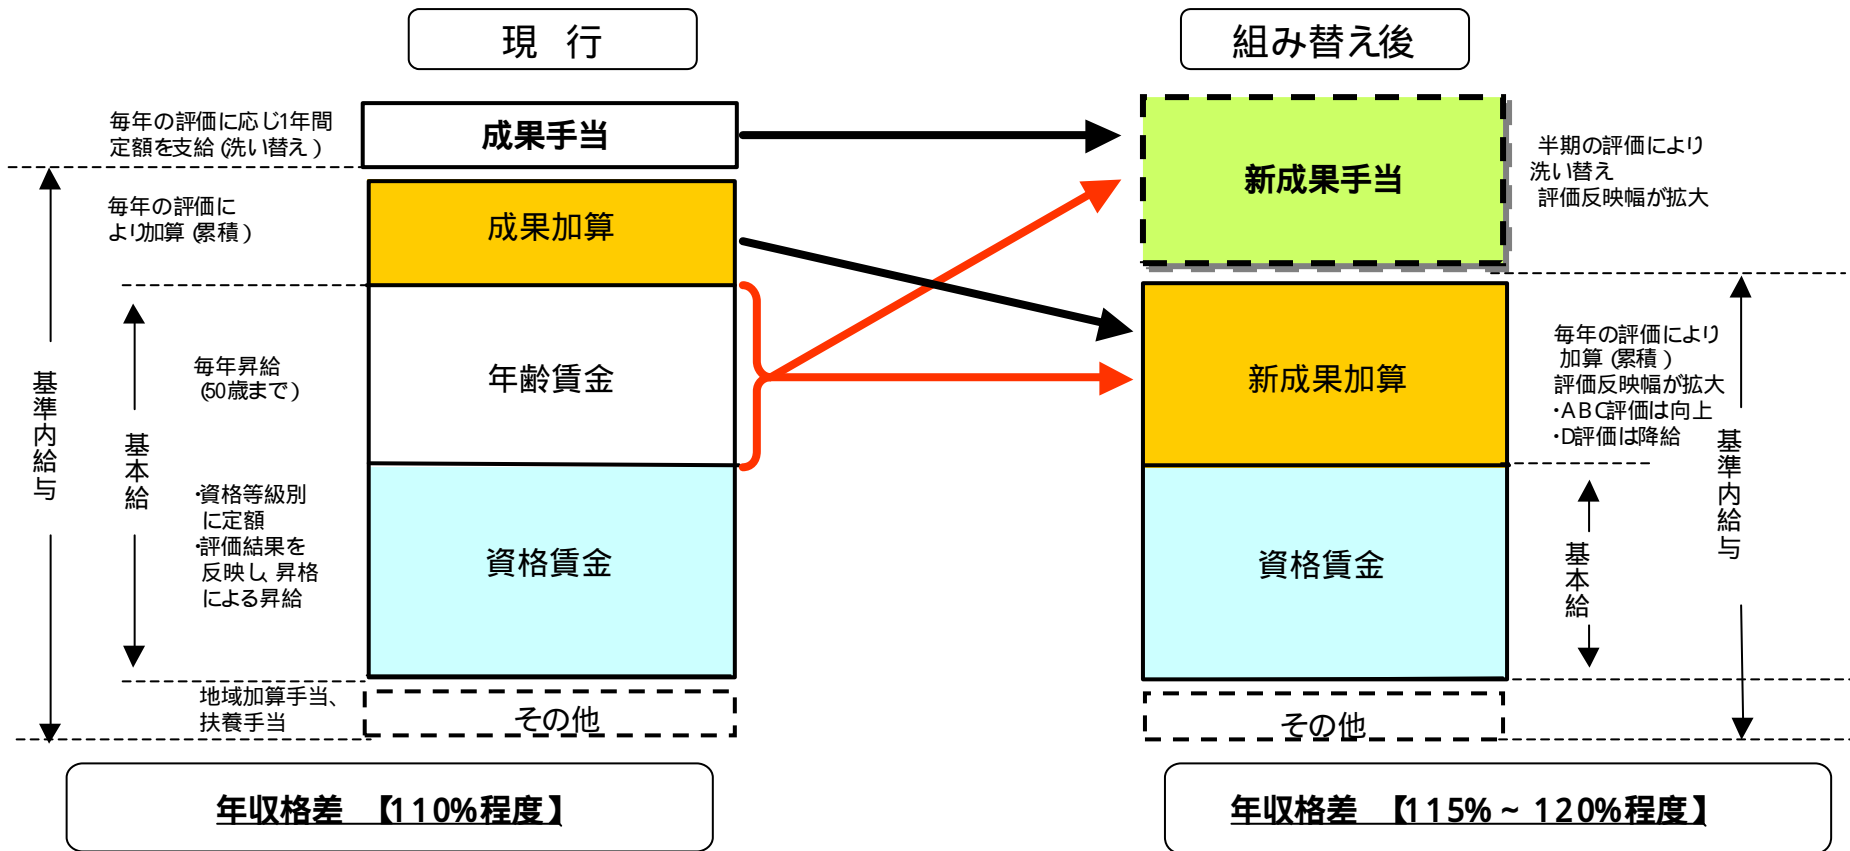 現 行
組み替え後
毎年の評価に応じ1年間
定額を支給(洗い替え)
成果手当
毎年の評価に
より加算(累積)
成果加算
毎年昇給
(50歳まで)
年齢賃金
・資格等級別
に定額
・評価結果を
反映し、昇格
による昇給
資格賃金
基準内給与
基本給
地域加算手当、
扶養手当
その他
年収格差 【110%程度】
新成果手当
半期の評価により
洗い替え
評価反映幅が拡大
新成果加算
毎年の評価により
加算(累積)
評価反映幅が拡大
・ABC評価は向上
・D評価は降給
資格賃金
基本給
基準内給与
その他
年収格差 【115%~120%程度】